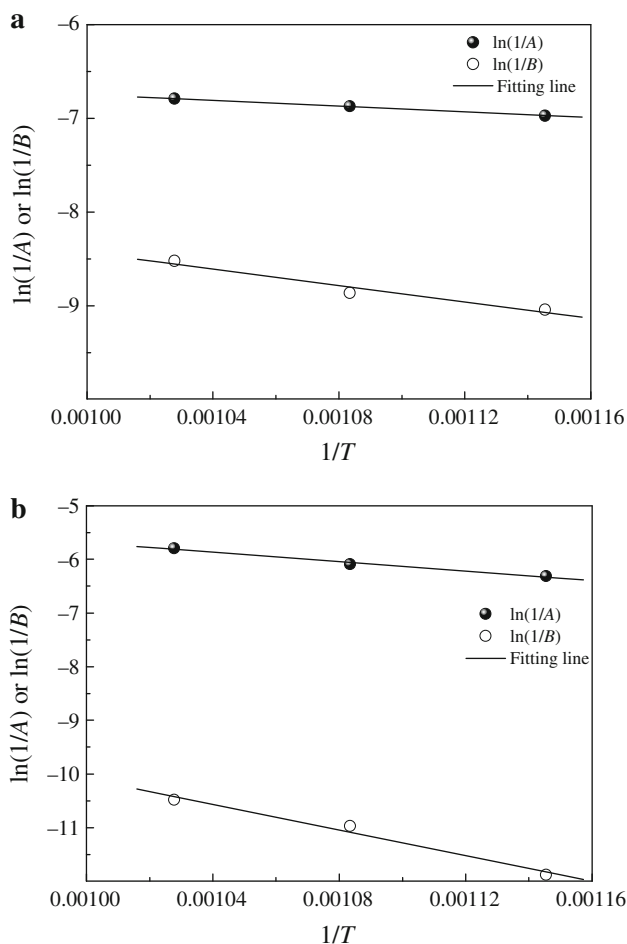 a
−6
−7
−8
−9
ln(1/A) or ln(1/B)
ln(1/A)
ln(1/B)
Fitting line
0.00100 0.00104 0.00108 0.00112 0.00116
1/T
b
−5
−6
−7
−8
−9
−10
−11
ln(1/A) or ln(1/B)
ln(1/A)
ln(1/B)
Fitting line
0.00100 0.00104 0.00108 0.00112 0.00116
1/T